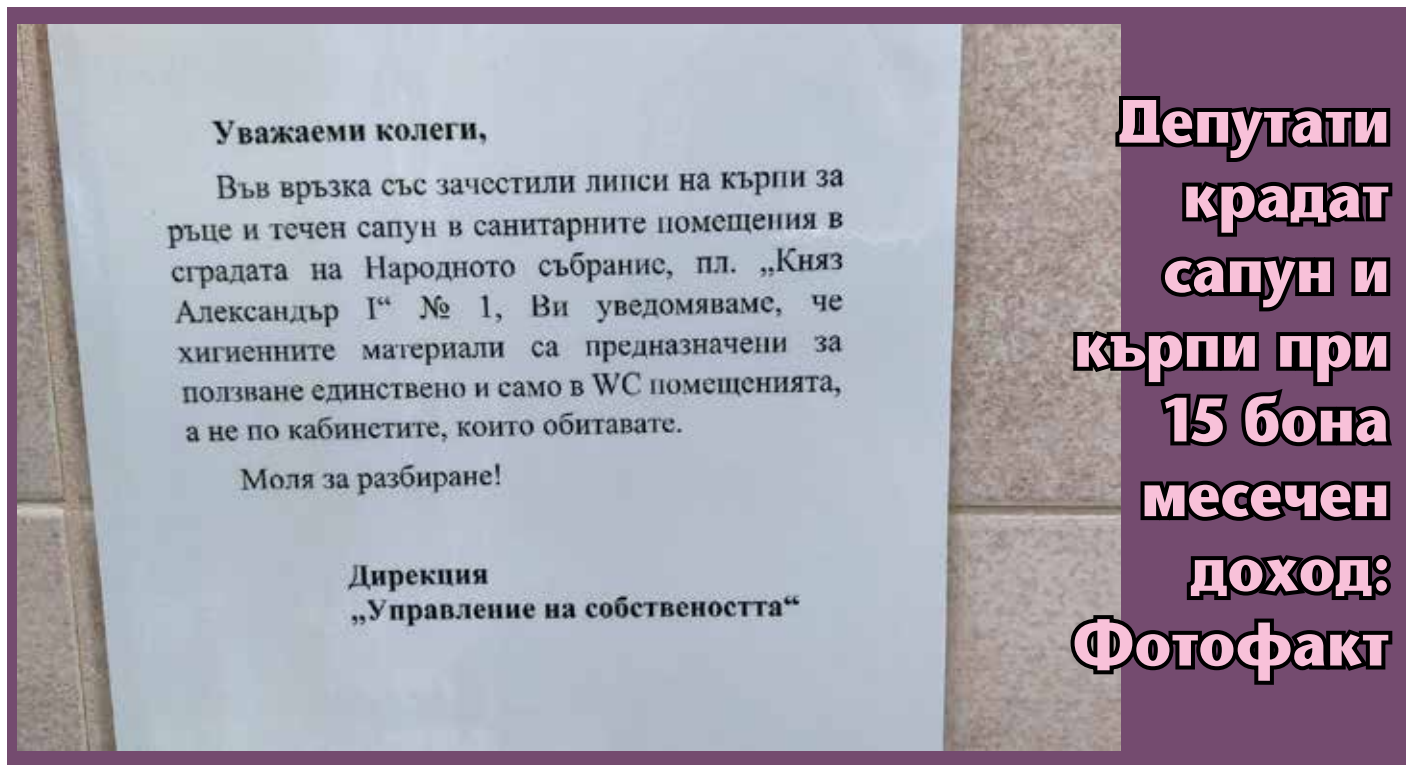 Уважаеми колеги,
Във връзка със зачестили липси на кърпи за
ръце и течен сапун в санитарните помещения в
сградата на Народното събрание, пл. „Княз
Александър I“ № 1, Ви уведомяваме, че
хигиенните материали са предназначени за
ползване единствено и само в WC помещенията,
а не по кабинетите, които обитавате.
Моля за разбиране!
Дирекция
„Управление на собствеността“
Депутати
крадат
сапун и
кърпи при
15 бона
месечен
доход:
Фотофакт